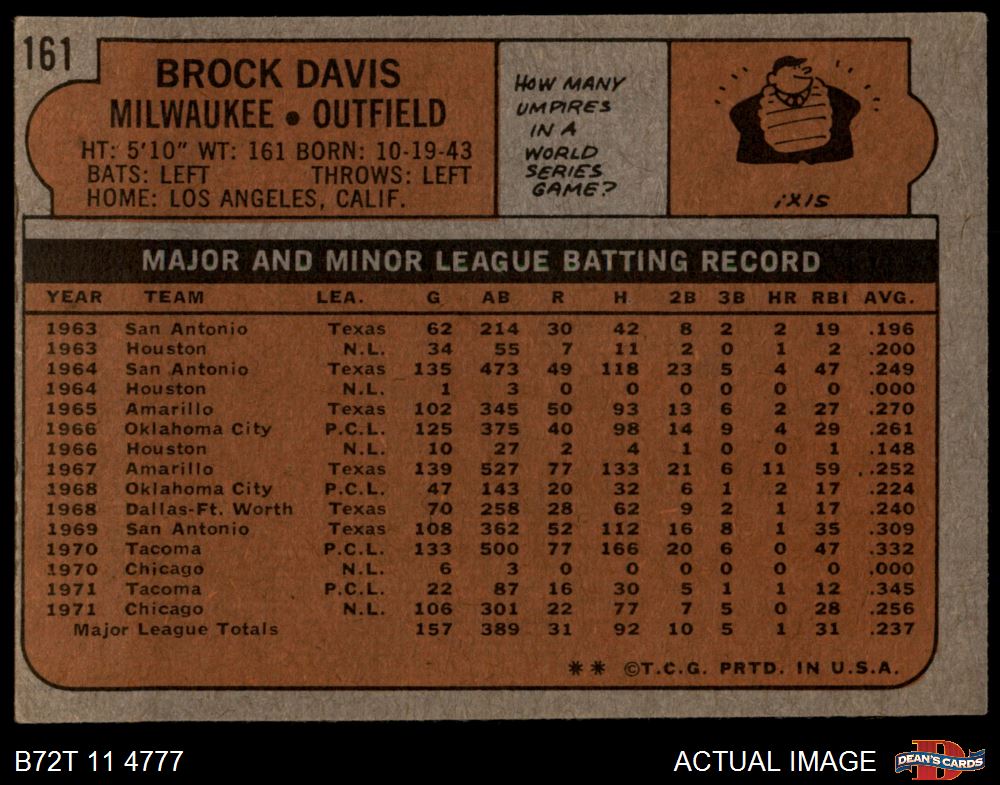 161
BROCK DAVIS
MILWAUKEE • OUTFIELD
HT: 5'10" WT: 161 BORN: 10-19-43
BATS: LEFT THROWS: LEFT
HOME: LOS ANGELES, CALIF.
HOW MANY
UMPIRES
IN A
WORLD
SERIES
GAME?
¡XIS
MAJOR AND MINOR LEAGUE BATTING RECORD
YEAR TEAM LEA. G AB R H 2B 3B HR RBI AVG.
1963 San Antonio Texas 62 214 30 42 8 2 2 19 .196
1963 Houston N.L. 34 55 7 11 2 0 1 2 .200
1964 San Antonio Texas 135 473 49 118 23 5 4 47 .249
1964 Houston N.L. 1 3 0 0 0 0 0 0 .000
1965 Amarillo Texas 102 345 50 93 13 6 2 27 .270
1966 Oklahoma City P.C.L. 125 375 40 98 14 9 4 29 .261
1966 Houston N.L. 10 27 2 4 1 0 0 1 .148
1967 Amarillo Texas 139 527 77 133 21 6 11 59 .252
1968 Oklahoma City P.C.L. 47 143 20 32 6 1 2 17 .224
1968 Dallas-Ft. Worth Texas 70 258 28 62 9 2 1 17 .240
1969 San Antonio Texas 108 362 52 112 16 8 1 35 .309
1970 Tacoma P.C.L. 133 500 77 166 20 6 0 47 .332
1970 Chicago N.L. 6 3 0 0 0 0 0 0 .000
1971 Tacoma P.C.L. 22 87 16 30 5 1 1 12 .345
1971 Chicago N.L. 106 301 22 77 7 5 0 28 .256
Major League Totals 157 389 31 92 10 5 1 31 .237
** ©T.C.G. PRTD. IN U.S.A.
B72T 11 4777
ACTUAL IMAGE
D
DEAN'S CARDS